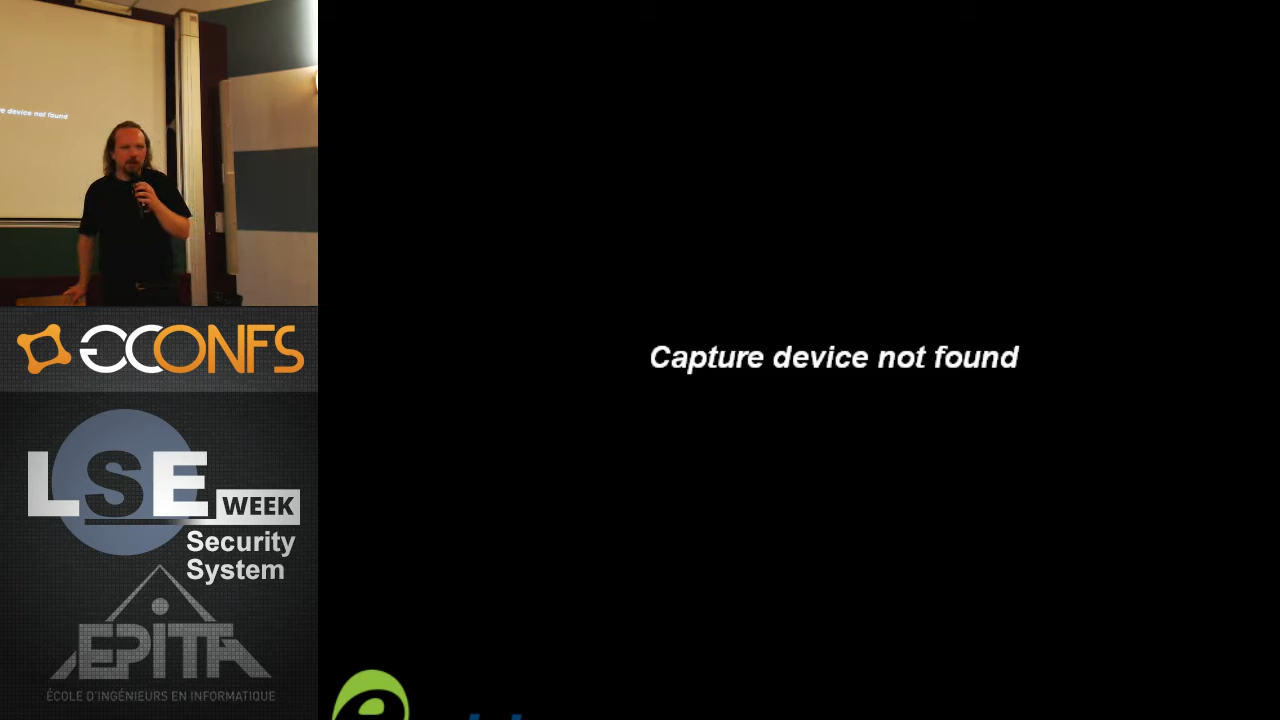 device not found
CONFS
LSE
WEEK
Security
System
EPITA
ÉCOLE D'INGÉNIEURS EN INFORMATIQUE
Capture device not found